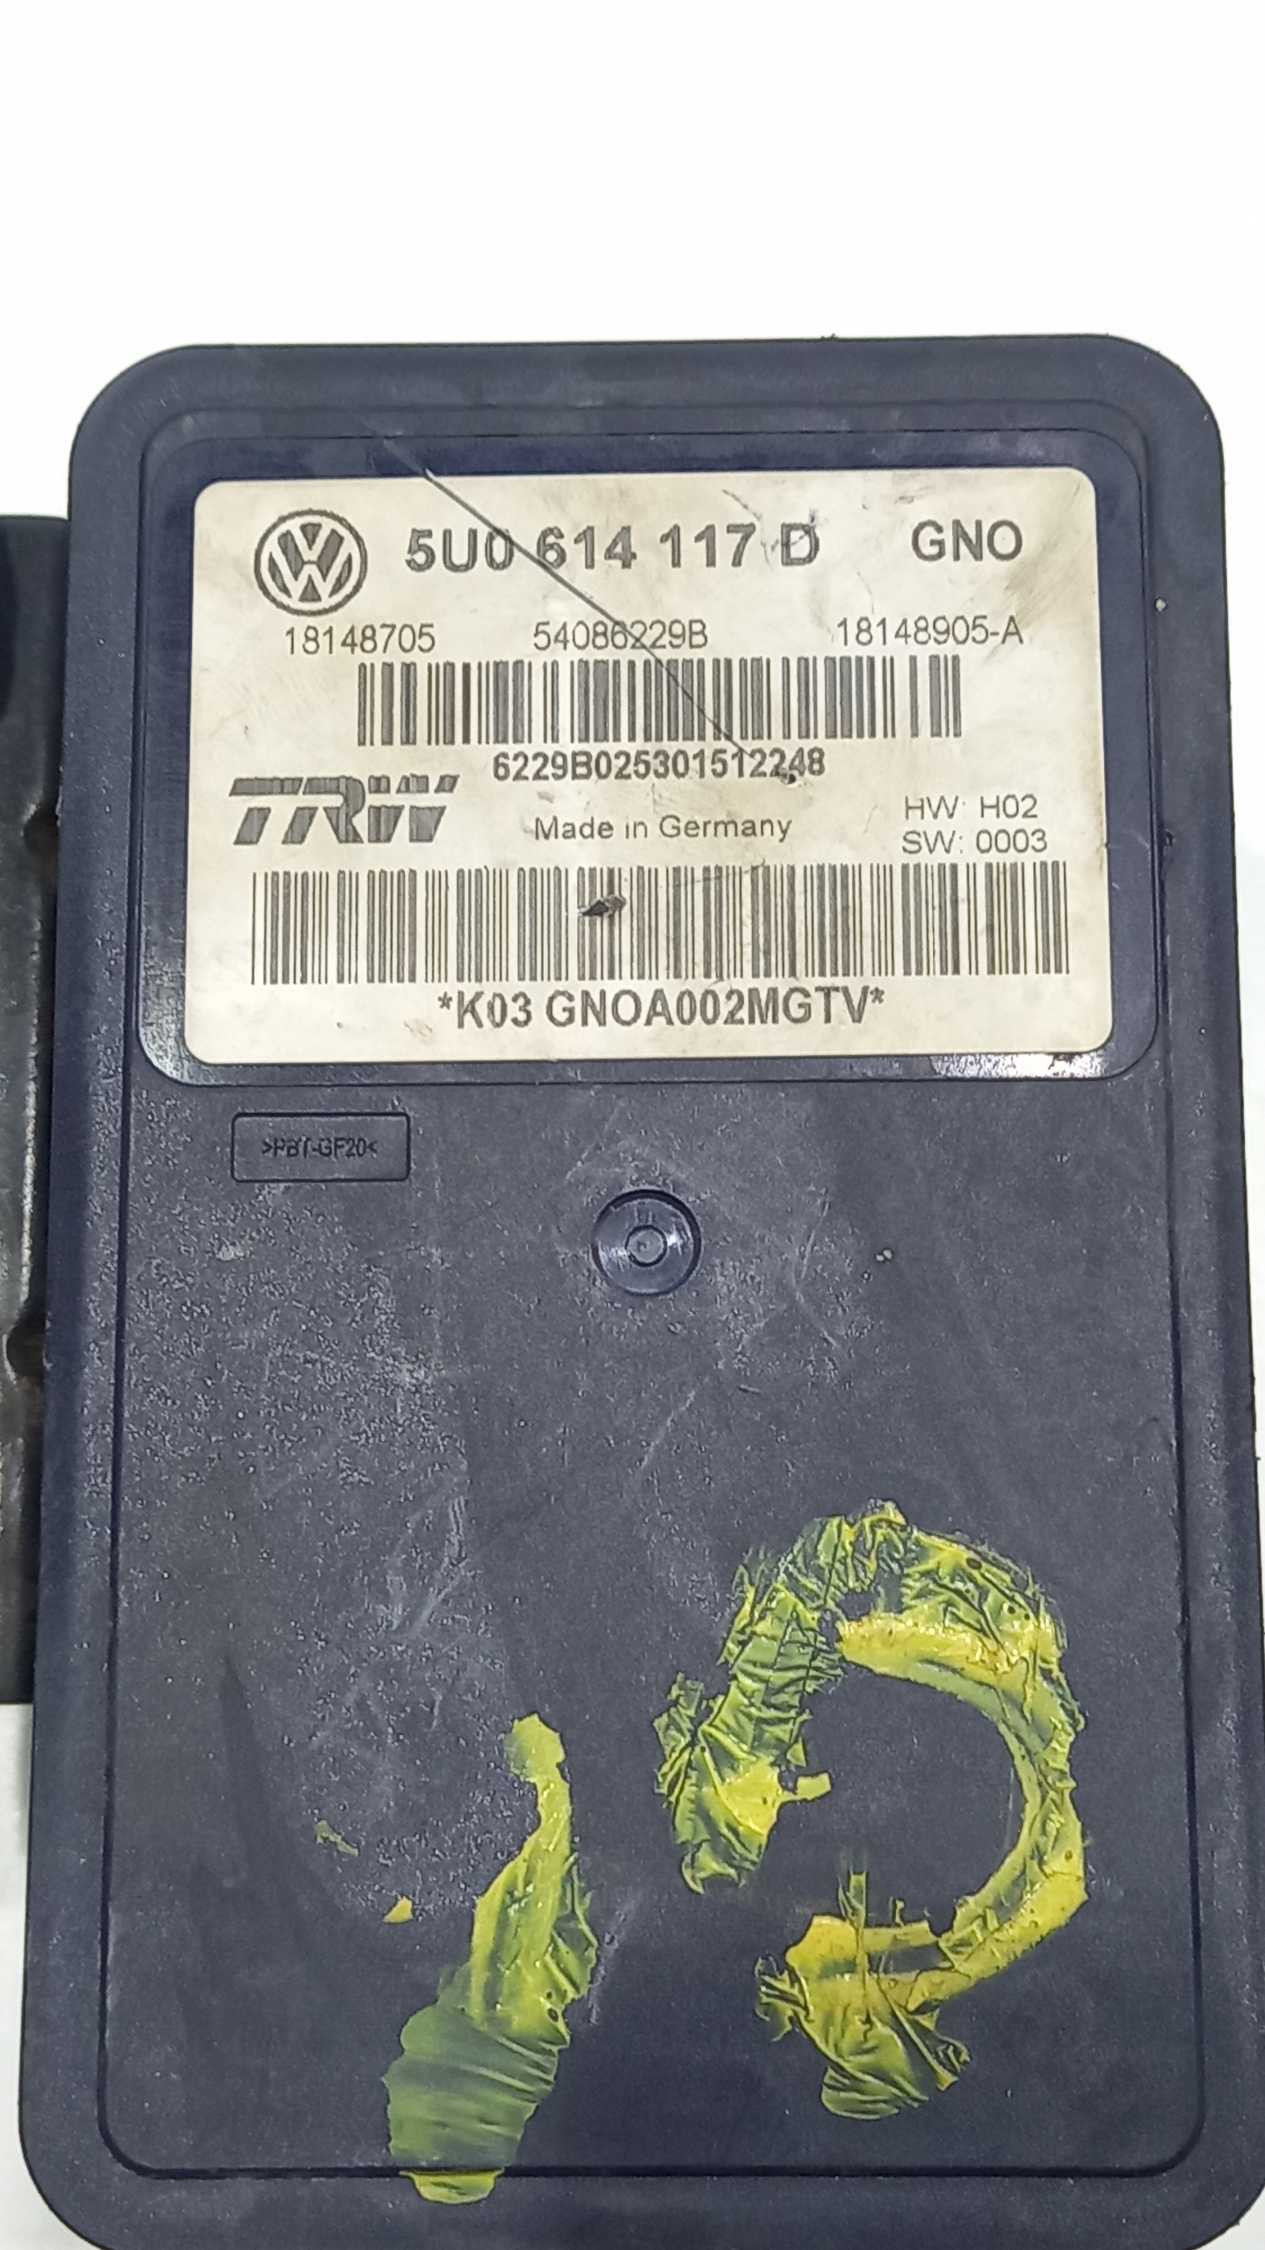 5U0 614 117 D GNO
18148705 54086229B 18148905-A
6229B025301512248
TRW
Made in Germany
HW: H02
SW: 0003
*K03 GNOA002MGTV*
>PBT-GF20<